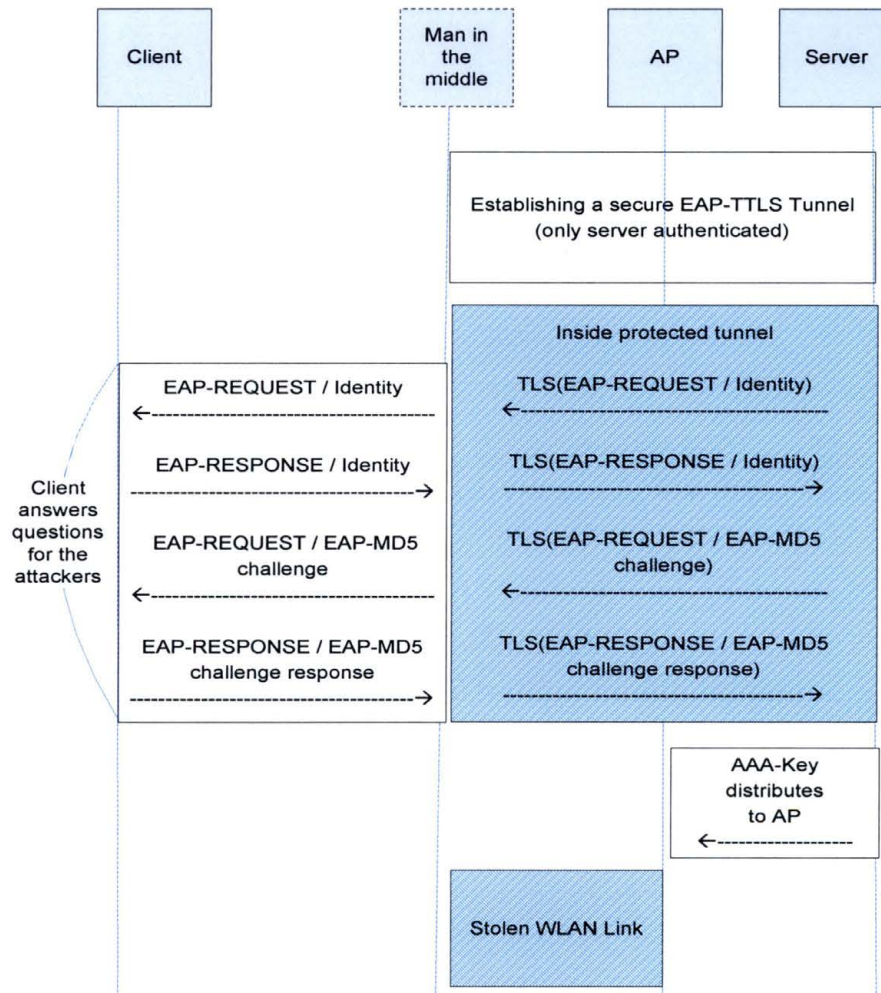 Client
Man in
the
middle
AP
Server
Establishing a secure EAP-TTLS Tunnel
(only server authenticated)
Inside protected tunnel
EAP-REQUEST / Identity
TLS(EAP-REQUEST / Identity)
EAP-RESPONSE / Identity
TLS(EAP-RESPONSE / Identity)
Client
answers
questions
for the
attackers
EAP-REQUEST / EAP-MD5
challenge
TLS(EAP-REQUEST / EAP-MD5
challenge)
EAP-RESPONSE / EAP-MD5
challenge response
TLS(EAP-RESPONSE / EAP-MD5
challenge response)
AAA-Key
distributes
to AP
Stolen WLAN Link